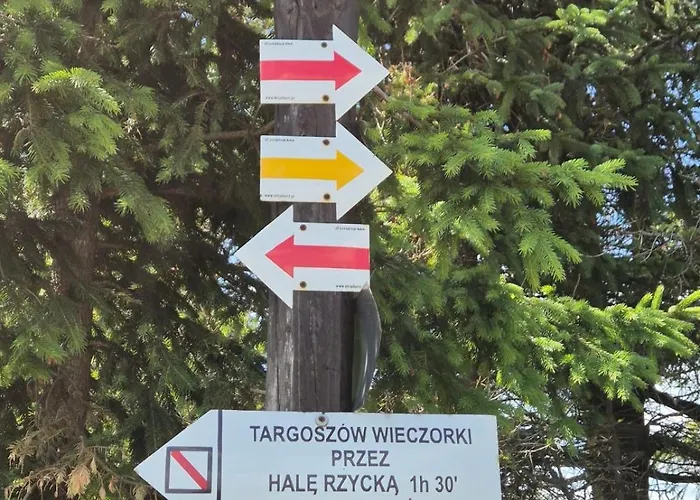 TARGOSZÓW WIECZORKI
PRZEZ
HALĘ RZYCKĄ 1h 30'